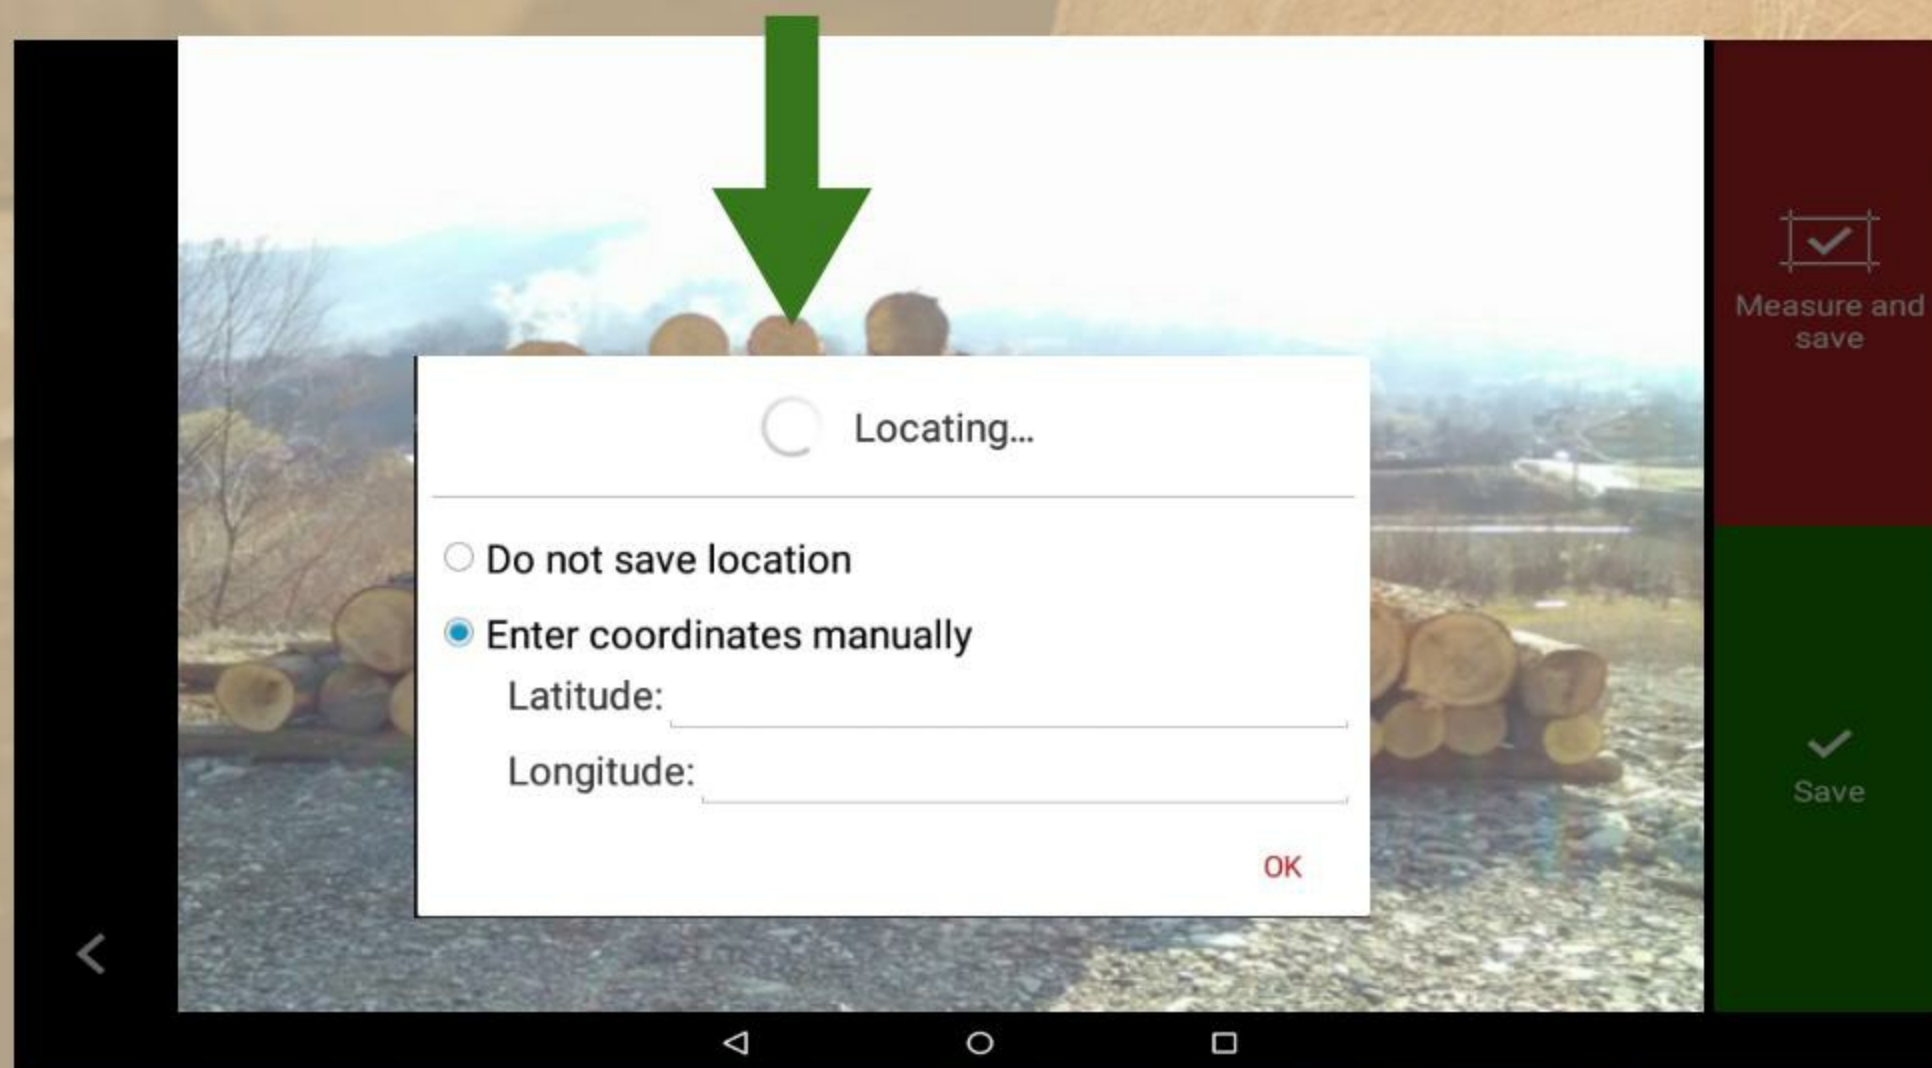 Locating...
Do not save location
Enter coordinates manually
Latitude:
Longitude:
OK
Measure and
save
Save